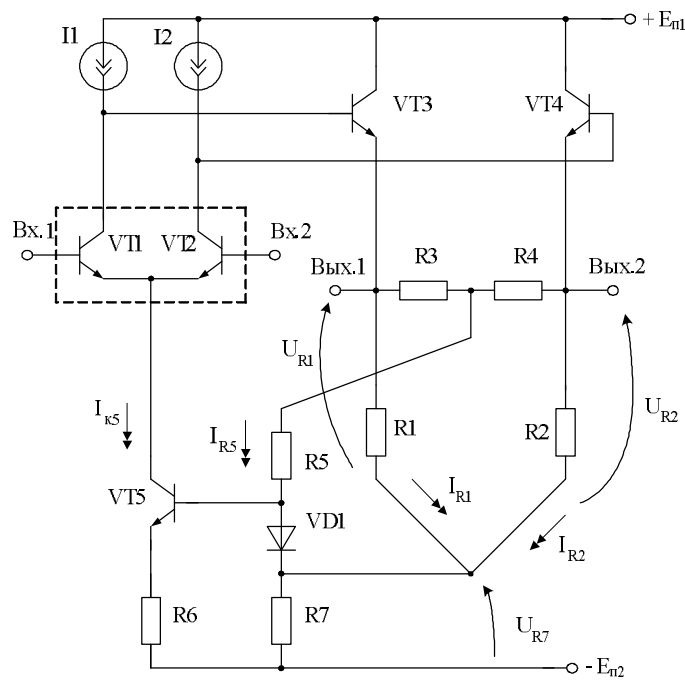 I1
I2
+ Eп1
VT3
VT4
Вх.1
VT1
VT2
Вх.2
Вых.1
R3
R4
Вых.2
UR1
UR2
Iк5
IR5
R5
R1
R2
VT5
VD1
IR1
IR2
R6
R7
UR7
- Eп2